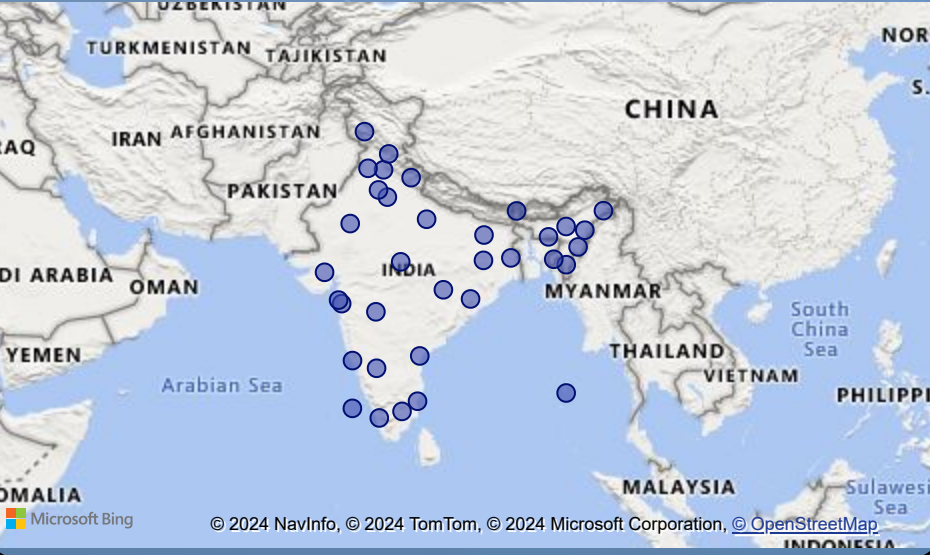 UZBEKISTAN
TURKMENISTAN
TAJIKISTAN
NOR
S.
CHINA
IRAN
AFGHANISTAN
RAQ
PAKISTAN
INDIA
DI ARABIA
OMAN
MYANMAR
South
China
Sea
YEMEN
THAILAND
Arabian Sea
VIETNAM
PHILIPPI
MALAYSIA
OMALIA
Sulawesi
Sea
Microsoft Bing
© 2024 NavInfo, © 2024 TomTom, © 2024 Microsoft Corporation, © OpenStreetMap
INDONESIA